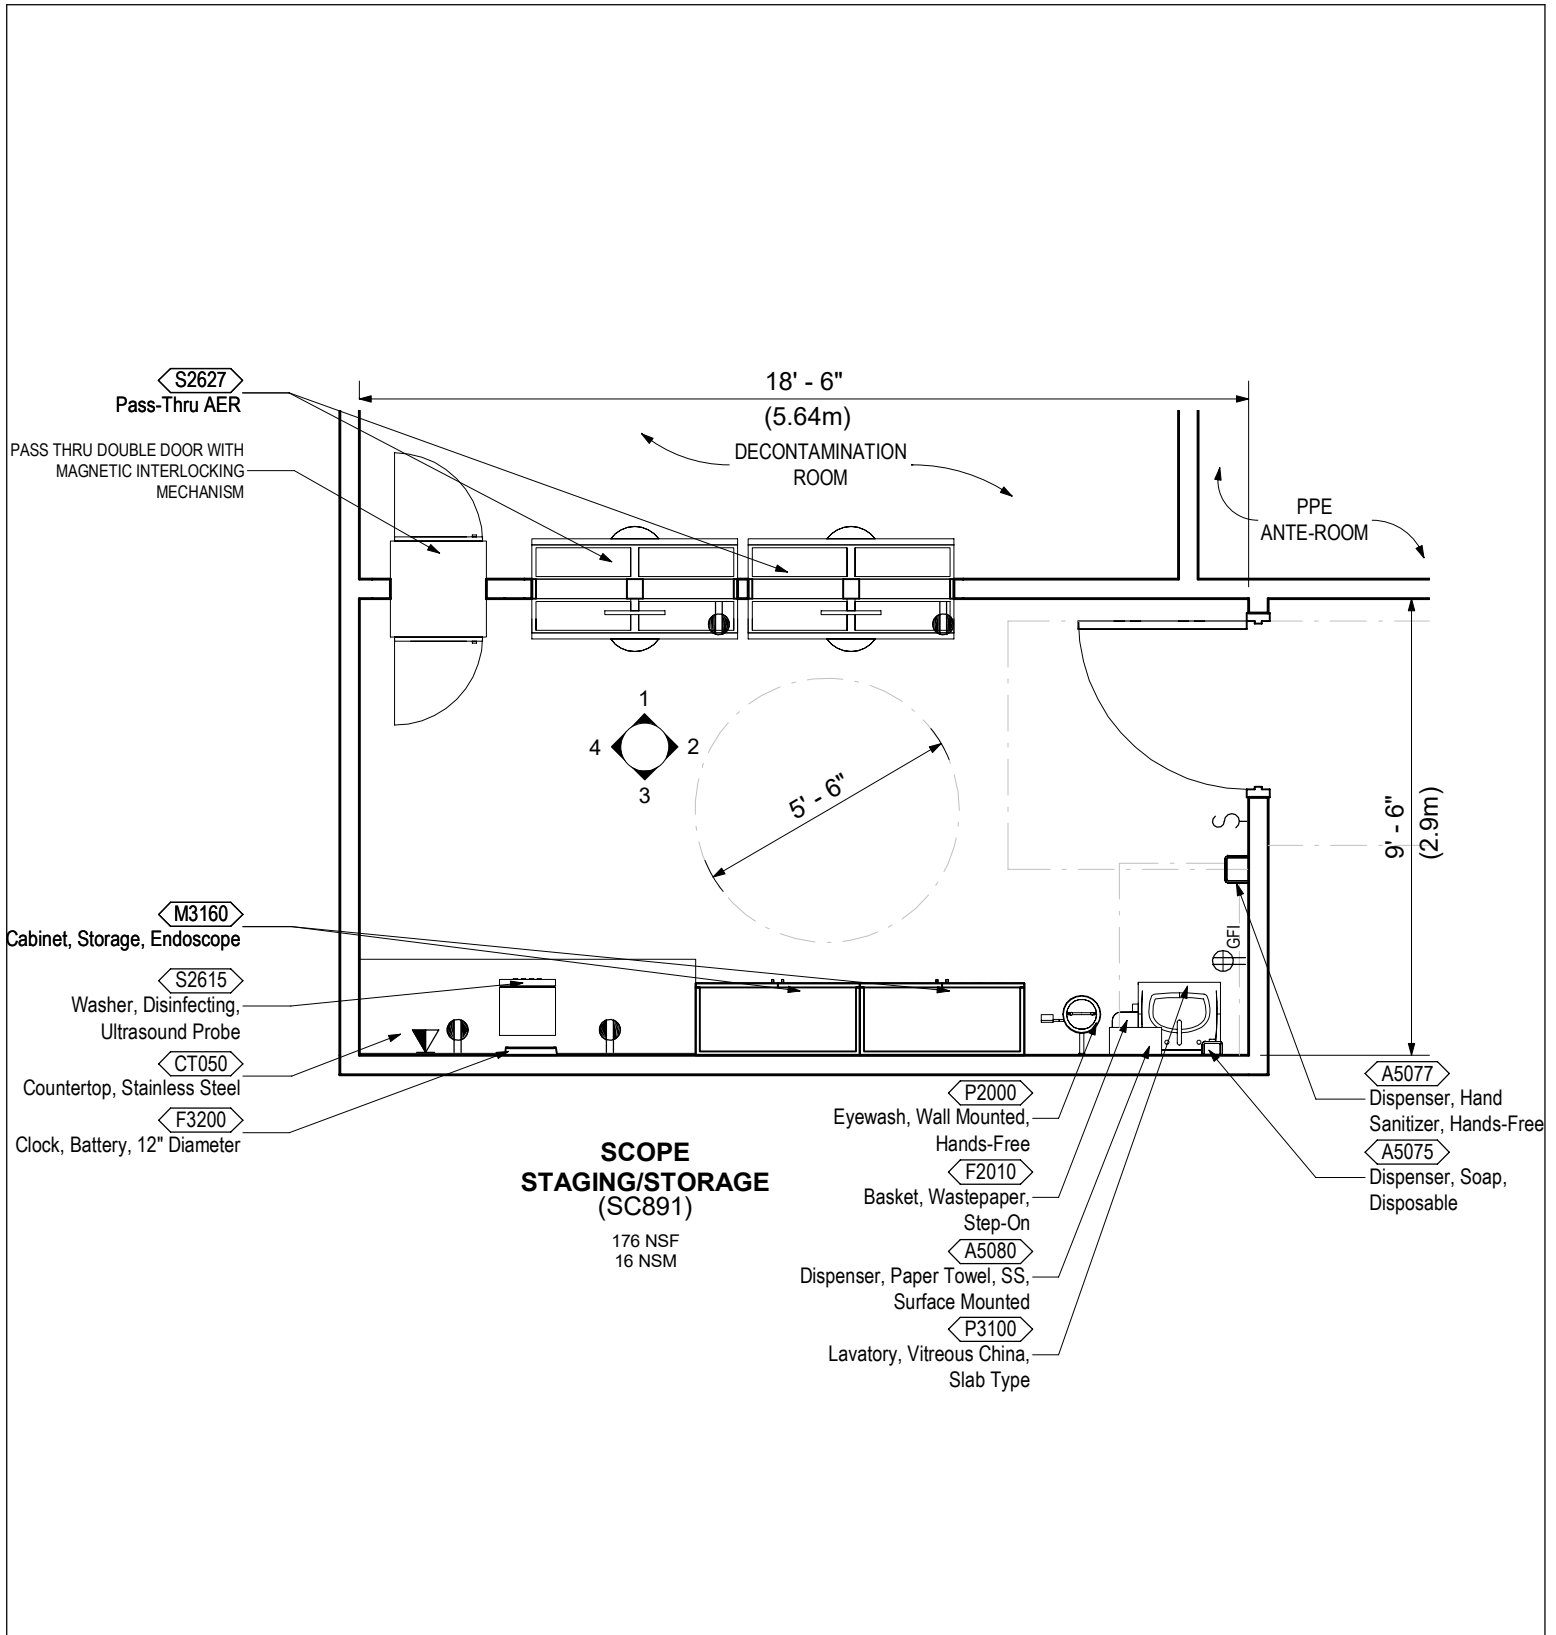 S2627
Pass-Thru AER
PASS THRU DOUBLE DOOR WITH
MAGNETIC INTERLOCKING
MECHANISM
18' - 6"
(5.64m)
DECONTAMINATION
ROOM
PPE
ANTE-ROOM
1
4
2
3
5' - 6"
9' - 6"
(2.9m)
S
GFI
M3160
Cabinet, Storage, Endoscope
S2615
Washer, Disinfecting,
Ultrasound Probe
CT050
Countertop, Stainless Steel
F3200
Clock, Battery, 12" Diameter
SCOPE
STAGING/STORAGE
(SC891)
176 NSF
16 NSM
P2000
Eyewash, Wall Mounted,
Hands-Free
F2010
Basket, Wastepaper,
Step-On
A5080
Dispenser, Paper Towel, SS,
Surface Mounted
P3100
Lavatory, Vitreous China,
Slab Type
A5077
Dispenser, Hand
Sanitizer, Hands-Free
A5075
Dispenser, Soap,
Disposable